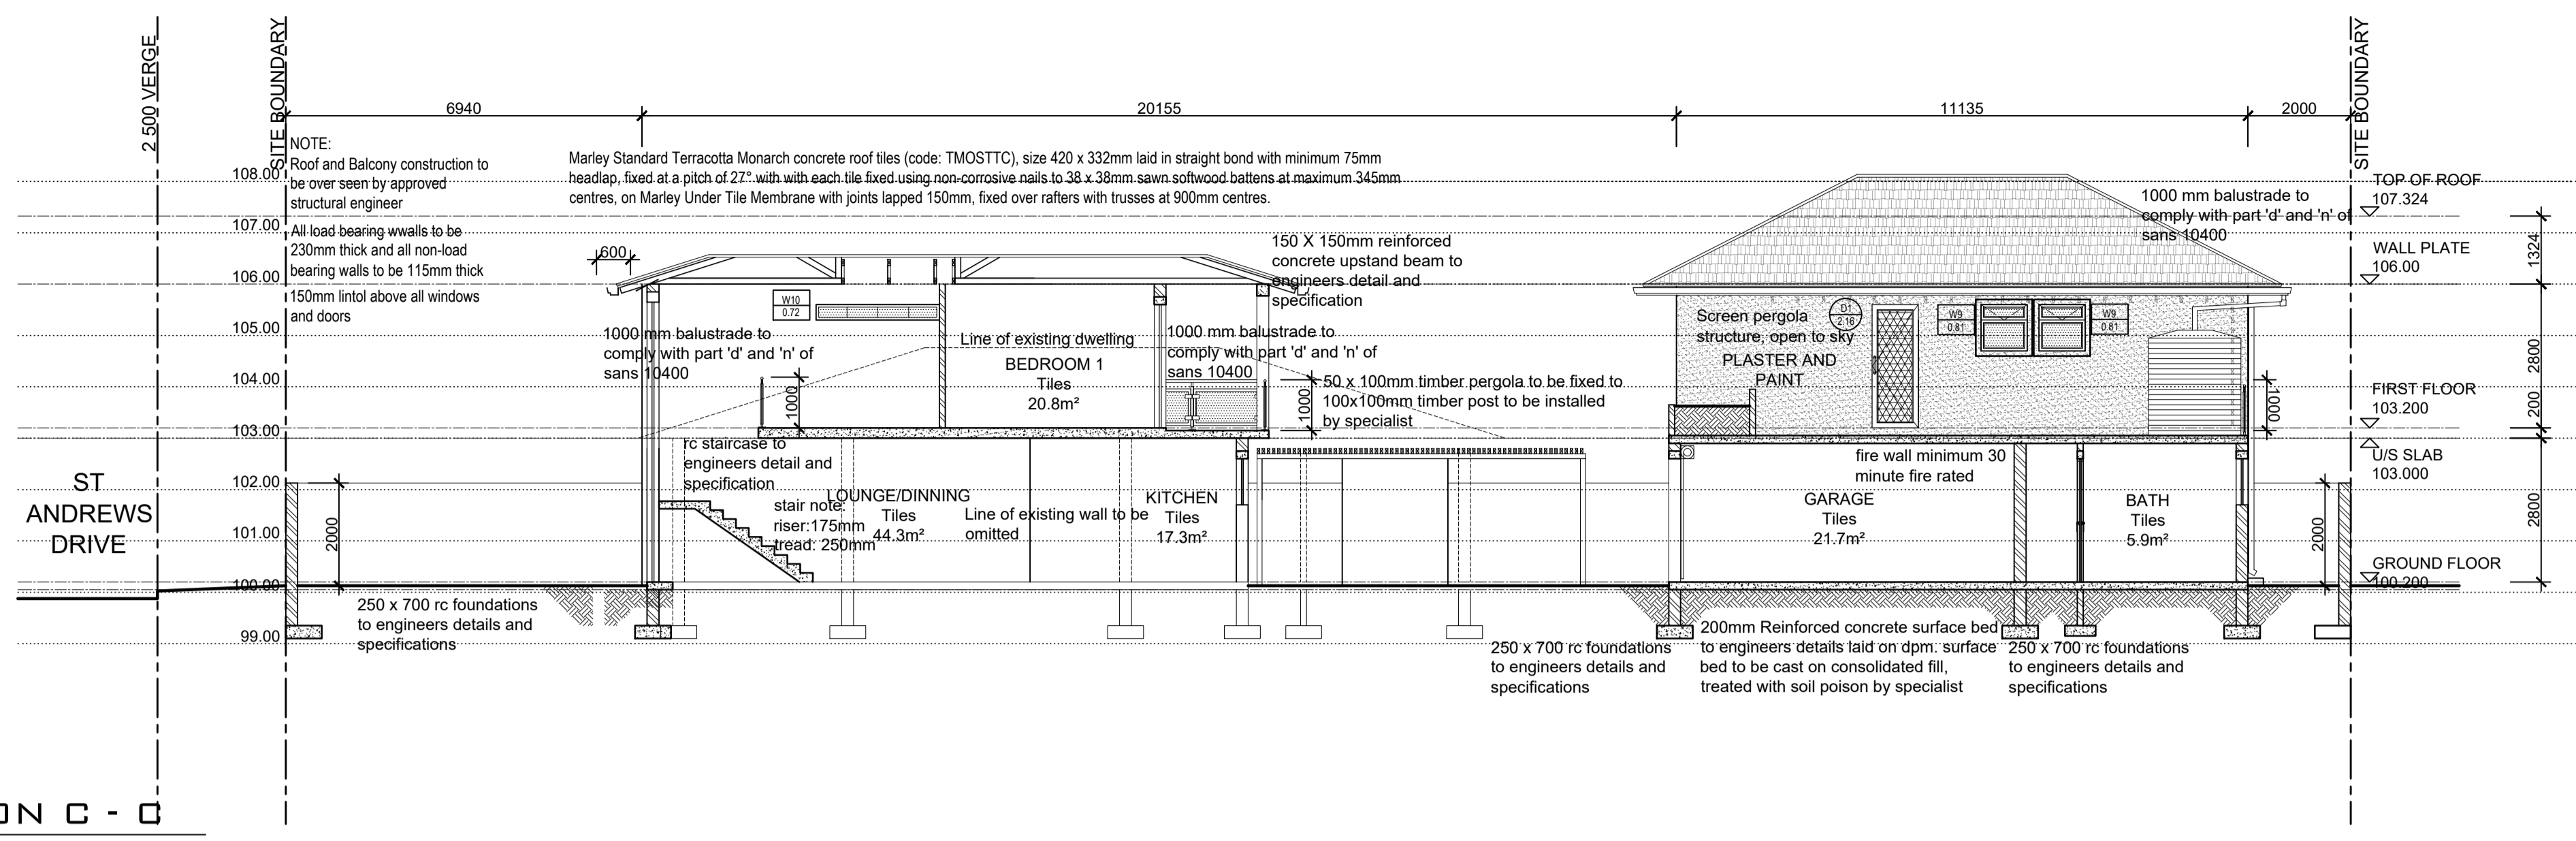 2 500 VERGE
SITE BOUNDARY
SITE BOUNDARY
6940
20155
11135
2000
NOTE:
Roof and Balcony construction to
be over seen by approved
structural engineer
All load bearing wwalls to be
230mm thick and all non-load
bearing walls to be 115mm thick
150mm lintol above all windows
and doors
Marley Standard Terracotta Monarch concrete roof tiles (code: TMOSTTC), size 420 x 332mm laid in straight bond with minimum 75mm
headlap, fixed at a pitch of 27° with with each tile fixed using non-corrosive nails to 38 x 38mm sawn softwood battens at maximum 345mm
centres, on Marley Under Tile Membrane with joints lapped 150mm, fixed over rafters with trusses at 900mm centres.
108.00
107.00
106.00
105.00
104.00
103.00
102.00
101.00
100.00
99.00
600
150 X 150mm reinforced
concrete upstand beam to
engineers detail and
specification
1000 mm balustrade to
comply with part 'd' and 'n' of
sans 10400
TOP OF ROOF
107.324
WALL PLATE
106.00
FIRST FLOOR
103.200
U/S SLAB
103.000
GROUND FLOOR
100.200
1324
2800
200
2800
W10
0.72
1000 mm balustrade to
comply with part 'd' and 'n' of
sans 10400
Line of existing dwelling
BEDROOM 1
Tiles
20.8m²
1000 mm balustrade to
comply with part 'd' and 'n' of
sans 10400
1000
1000
50 x 100mm timber pergola to be fixed to
100x100mm timber post to be installed
by specialist
Screen pergola
structure, open to sky
PLASTER AND
PAINT
D1
2.16
W9
0.81
W9
0.81
1000
rc staircase to
engineers detail and
specification
stair note:
riser:175mm
tread: 250mm
LOUNGE/DINNING
Tiles
44.3m²
Line of existing wall to be
omitted
KITCHEN
Tiles
17.3m²
fire wall minimum 30
minute fire rated
GARAGE
Tiles
21.7m²
BATH
Tiles
5.9m²
2000
2000
ST
ANDREWS
DRIVE
250 x 700 rc foundations
to engineers details and
specifications
250 x 700 rc foundations
to engineers details and
specifications
200mm Reinforced concrete surface bed
to engineers details laid on dpm. surface
bed to be cast on consolidated fill,
treated with soil poison by specialist
250 x 700 rc foundations
to engineers details and
specifications
ON C - C